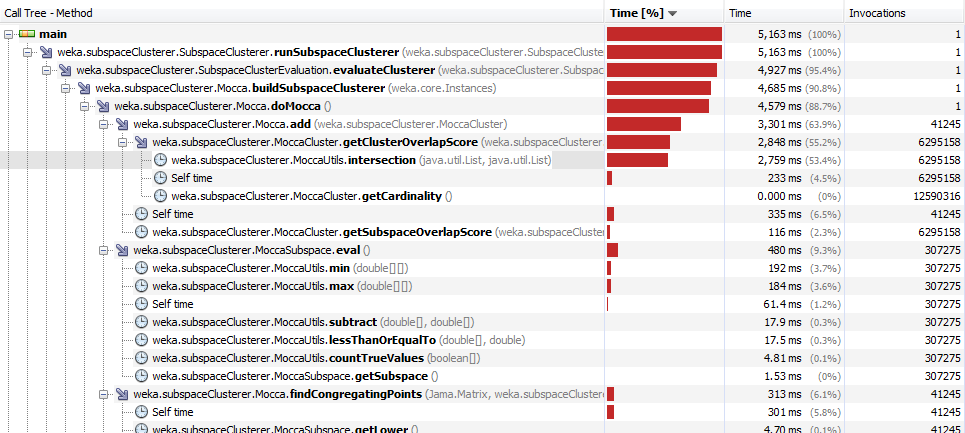 Call Tree - Method Time [%] Time Invocations
main 5,163 ms (100%) 1
weka.subspaceClusterer.SubspaceClusterer.runSubspaceClusterer (weka.subspaceClusterer.SubspaceCluste 5,163 ms (100%) 1
weka.subspaceClusterer.SubspaceClusterEvaluation.evaluateClusterer (weka.subspaceClusterer.Subspac 4,927 ms (95.4%) 1
weka.subspaceClusterer.Mocca.buildSubspaceClusterer (weka.core.Instances) 4,685 ms (90.8%) 1
weka.subspaceClusterer.Mocca.doMocca () 4,579 ms (88.7%) 1
weka.subspaceClusterer.Mocca.add (weka.subspaceClusterer.MoccaCluster) 3,301 ms (63.9%) 41245
weka.subspaceClusterer.MoccaCluster.getClusterOverlapScore (weka.subspaceClusterer 2,848 ms (55.2%) 6295158
weka.subspaceClusterer.MoccaUtils.intersection (java.util.List, java.util.List) 2,759 ms (53.4%) 6295158
Self time 233 ms (4.5%) 6295158
weka.subspaceClusterer.MoccaCluster.getCardinality () 0.000 ms (0%) 12590316
Self time 335 ms (6.5%) 41245
weka.subspaceClusterer.MoccaCluster.getSubspaceOverlapScore (weka.subspaceCluste 116 ms (2.3%) 6295158
weka.subspaceClusterer.MoccaSubspace.eval () 480 ms (9.3%) 307275
weka.subspaceClusterer.MoccaUtils.min (double[][]) 192 ms (3.7%) 307275
weka.subspaceClusterer.MoccaUtils.max (double[][]) 184 ms (3.6%) 307275
Self time 61.4 ms (1.2%) 307275
weka.subspaceClusterer.MoccaUtils.subtract (double[], double[]) 17.9 ms (0.3%) 307275
weka.subspaceClusterer.MoccaUtils.lessThanOrEqualTo (double[], double) 17.5 ms (0.3%) 307275
weka.subspaceClusterer.MoccaUtils.countTrueValues (boolean[]) 4.81 ms (0.1%) 307275
weka.subspaceClusterer.MoccaSubspace.getSubspace () 1.53 ms (0%) 307275
weka.subspaceClusterer.Mocca.findCongregatingPoints (Jama.Matrix, weka.subspaceClustere 313 ms (6.1%) 41245
Self time 301 ms (5.8%) 41245
weka.subspaceClusterer.MoccaSubspace.getLower () 4.70 ms (0.1%) 41245